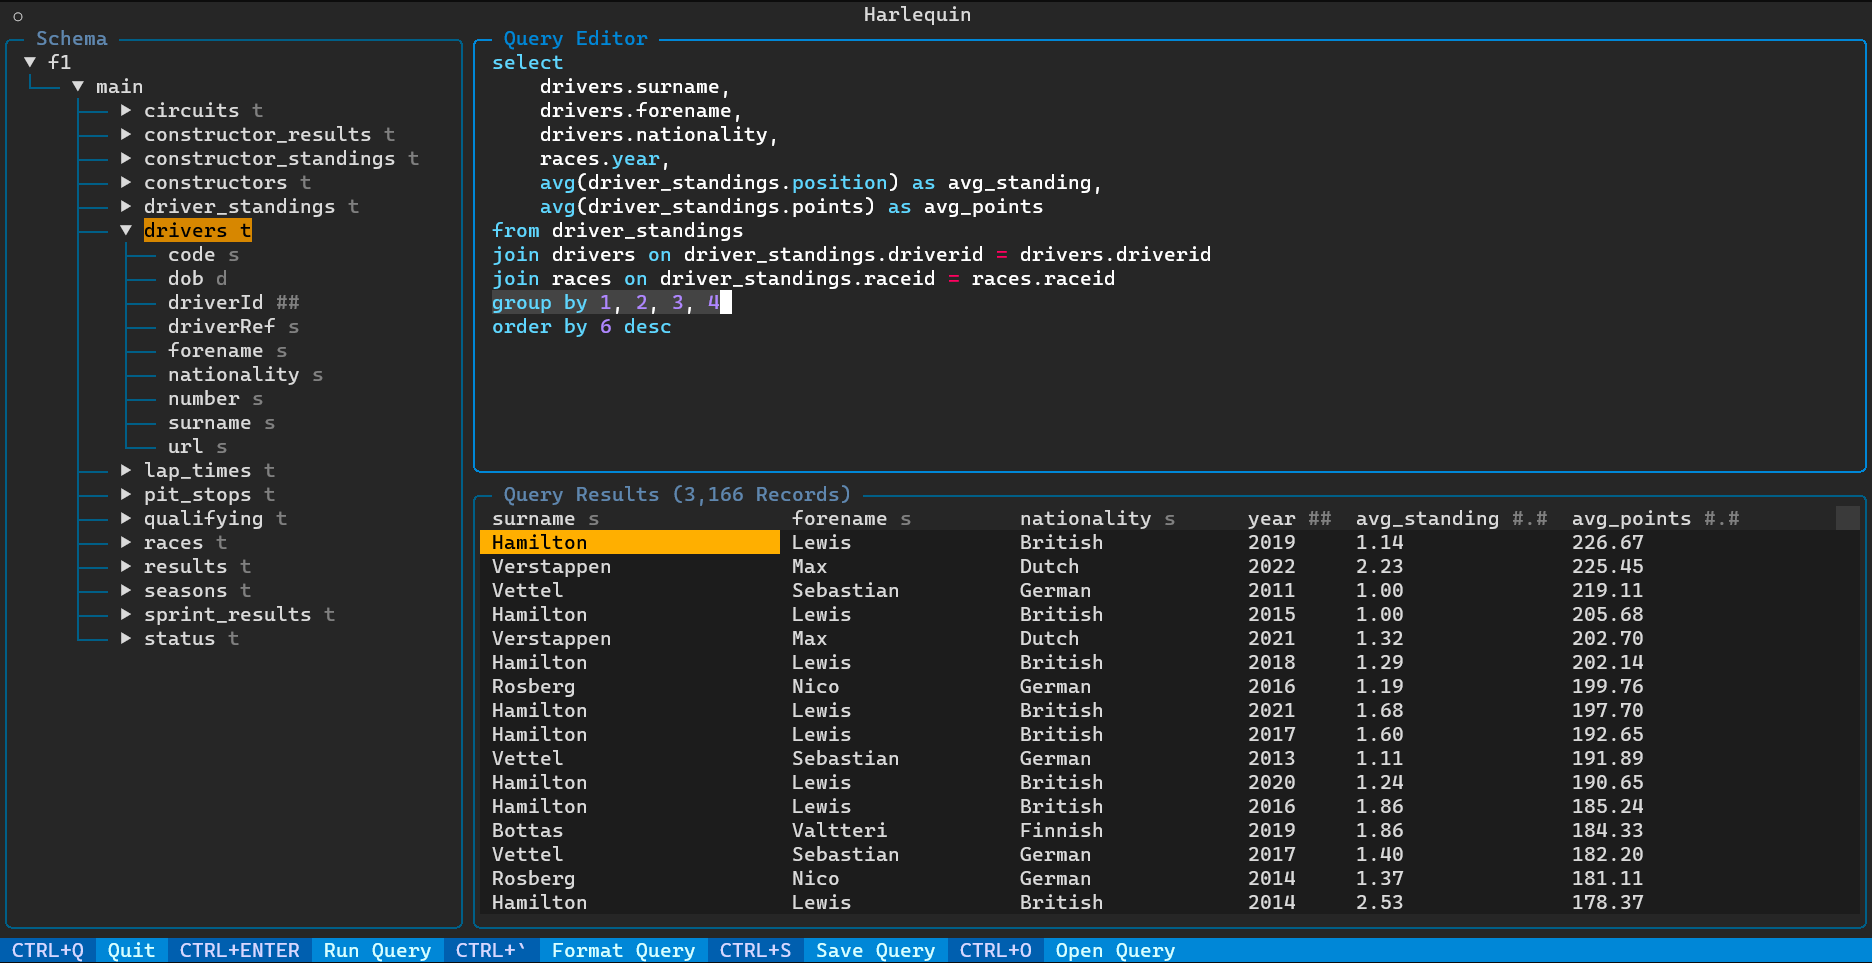 Harlequin
Schema
▼ f1
▼ main
▶ circuits t
▶ constructor_results t
▶ constructor_standings t
▶ constructors t
▶ driver_standings t
▼ drivers t
code s
dob d
driverId ##
driverRef s
forename s
nationality s
number s
surname s
url s
▶ lap_times t
▶ pit_stops t
▶ qualifying t
▶ races t
▶ results t
▶ seasons t
▶ sprint_results t
▶ status t
Query Editor
select
    drivers.surname,
    drivers.forename,
    drivers.nationality,
    races.year,
    avg(driver_standings.position) as avg_standing,
    avg(driver_standings.points) as avg_points
from driver_standings
join drivers on driver_standings.driverid = drivers.driverid
join races on driver_standings.raceid = races.raceid
group by 1, 2, 3, 4
order by 6 desc
Query Results (3,166 Records)
surname s forename s nationality s year ## avg_standing #.# avg_points #.#
Hamilton Lewis British 2019 1.14 226.67
Verstappen Max Dutch 2022 2.23 225.45
Vettel Sebastian German 2011 1.00 219.11
Hamilton Lewis British 2015 1.00 205.68
Verstappen Max Dutch 2021 1.32 202.70
Hamilton Lewis British 2018 1.29 202.14
Rosberg Nico German 2016 1.19 199.76
Hamilton Lewis British 2021 1.68 197.70
Hamilton Lewis British 2017 1.60 192.65
Vettel Sebastian German 2013 1.11 191.89
Hamilton Lewis British 2020 1.24 190.65
Hamilton Lewis British 2016 1.86 185.24
Bottas Valtteri Finnish 2019 1.86 184.33
Vettel Sebastian German 2017 1.40 182.20
Rosberg Nico German 2014 1.37 181.11
Hamilton Lewis British 2014 2.53 178.37
CTRL+Q Quit CTRL+ENTER Run Query CTRL+` Format Query CTRL+S Save Query CTRL+O Open Query